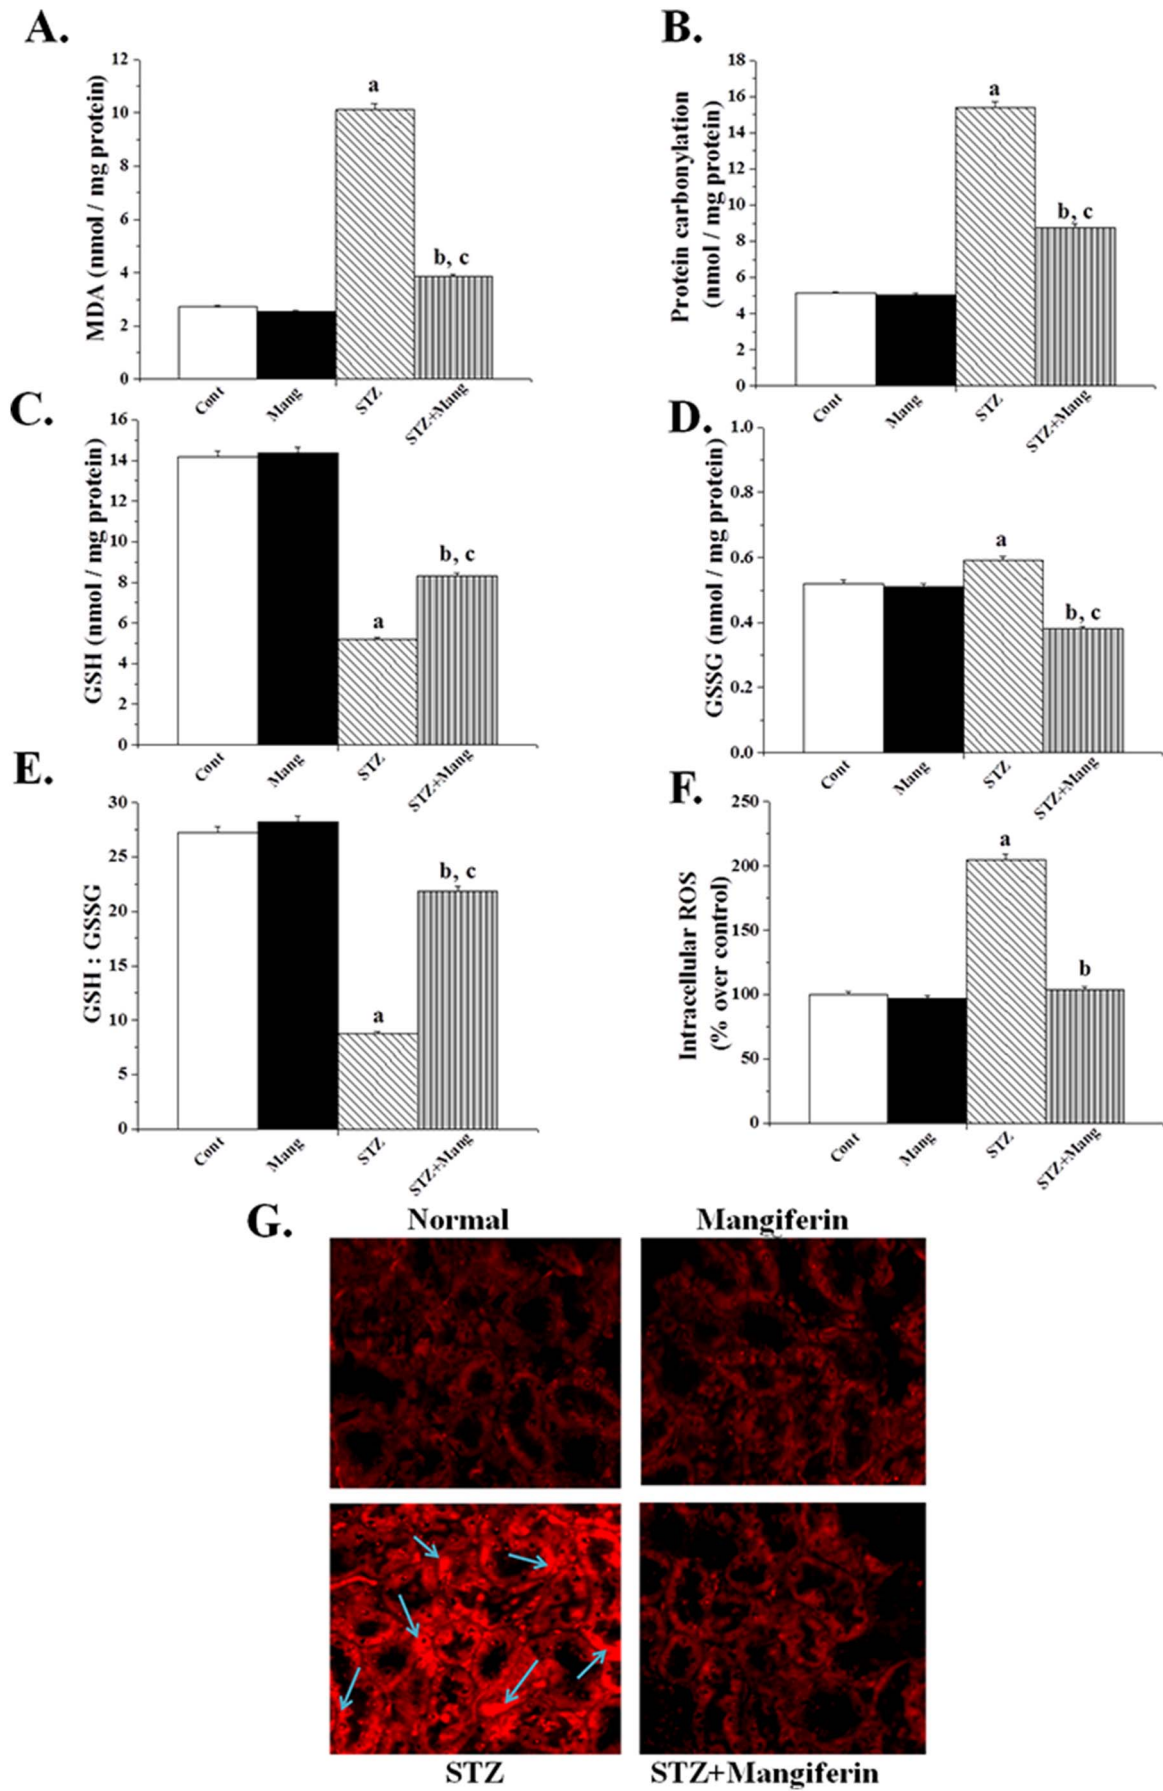 A.
MDA (nmol / mg protein)
12
10
8
6
4
2
0
a
b, c
Cont
Mang
STZ
STZ+Mang
B.
Protein carbonylation
(nmol / mg protein)
18
16
14
12
10
8
6
4
2
0
a
b, c
Cont
Mang
STZ
STZ+Mang
C.
GSH (nmol / mg protein)
16
14
12
10
8
6
4
2
0
a
b, c
Cont
Mang
STZ
STZ+Mang
D.
GSSG (nmol / mg protein)
1.0
0.8
0.6
0.4
0.2
0.0
a
b, c
Cont
Mang
STZ
STZ+Mang
E.
GSH : GSSG
30
25
20
15
10
5
0
a
b, c
Cont
Mang
STZ
STZ+Mang
F.
Intracellular ROS
(% over control)
250
200
150
100
50
0
a
b
Cont
Mang
STZ
STZ+Mang
G.
Normal
Mangiferin
STZ
STZ+Mangiferin